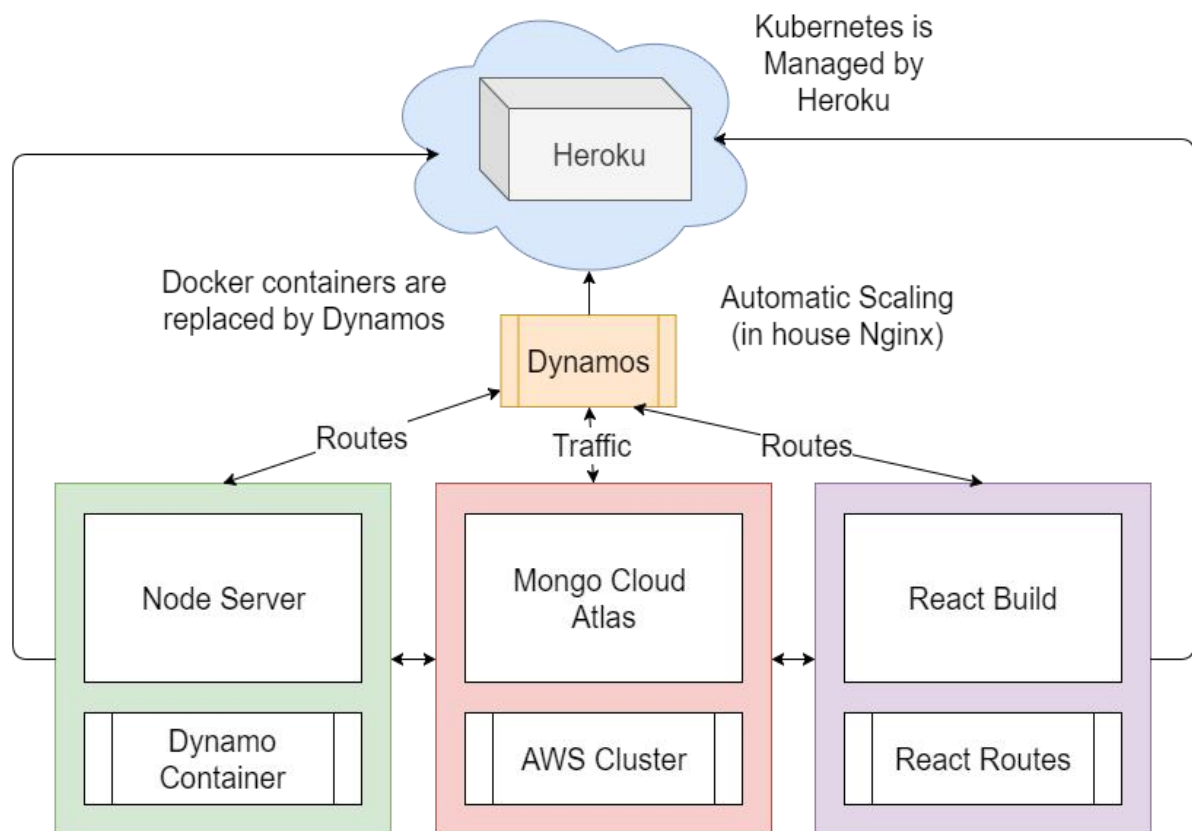 Kubernetes is
Managed by
Heroku
Heroku
Docker containers are
replaced by Dynamos
Automatic Scaling
(in house Nginx)
Dynamos
Routes
Traffic
Routes
Node Server
Mongo Cloud
Atlas
React Build
Dynamo
Container
AWS Cluster
React Routes